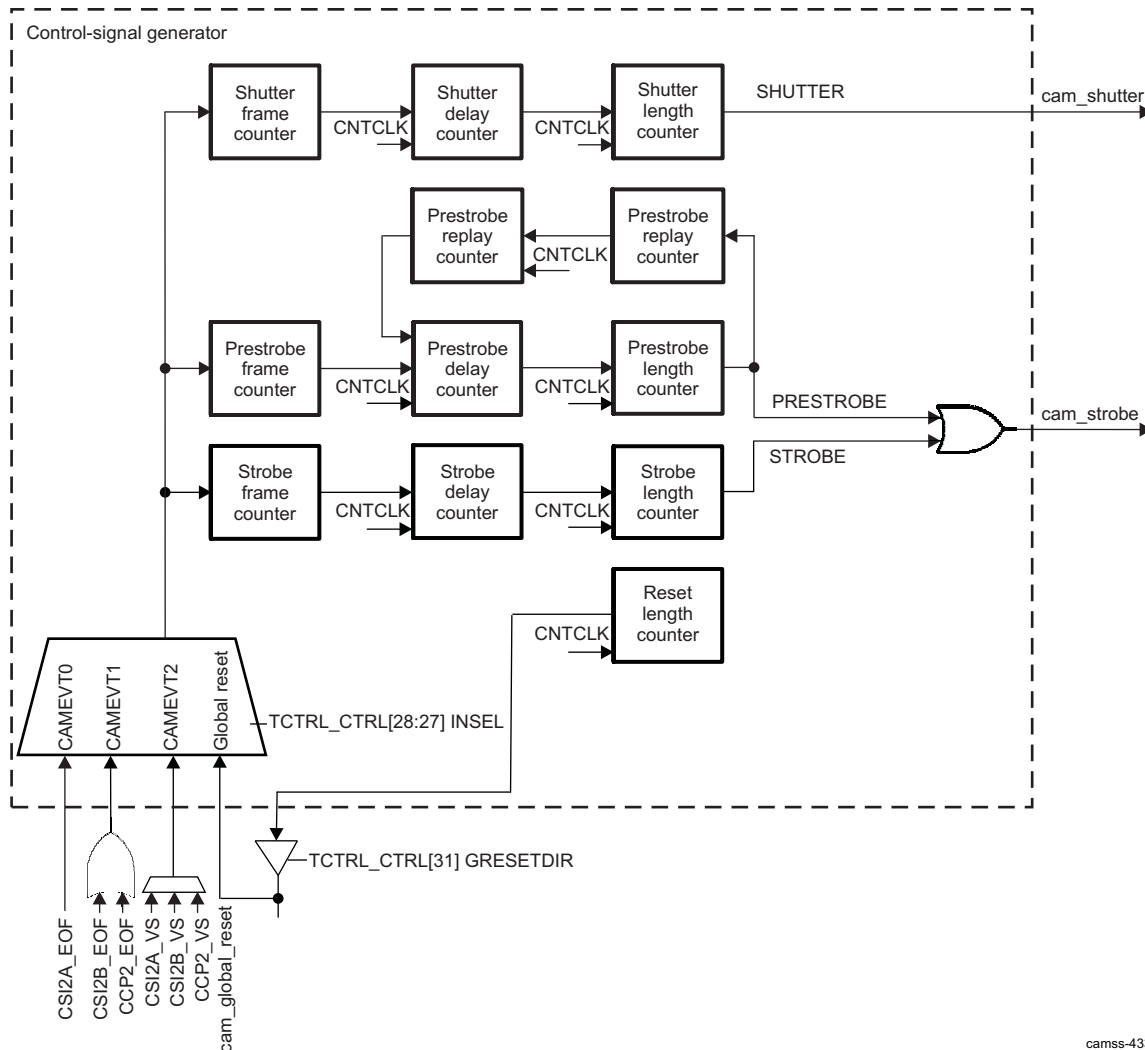 Control-signal generator
Shutter
frame
counter
CNTCLK
Shutter
delay
counter
CNTCLK
Shutter
length
counter
SHUTTER
cam_shutter
Prestrobe
replay
counter
CNTCLK
Prestrobe
replay
counter
Prestrobe
frame
counter
CNTCLK
Prestrobe
delay
counter
CNTCLK
Prestrobe
length
counter
PRESTROBE
cam_strobe
STROBE
Strobe
frame
counter
CNTCLK
Strobe
delay
counter
CNTCLK
Strobe
length
counter
CNTCLK
Reset
length
counter
CAMEVT0
CAMEVT1
CAMEVT2
Global reset
TCTRL_CTRL[28:27] INSEL
TCTRL_CTRL[31] GRESETDIR
CSI2A_EOF
CSI2B_EOF
CCP2_EOF
CSI2A_VS
CSI2B_VS
CCP2_VS
cam_global_reset
camss-43